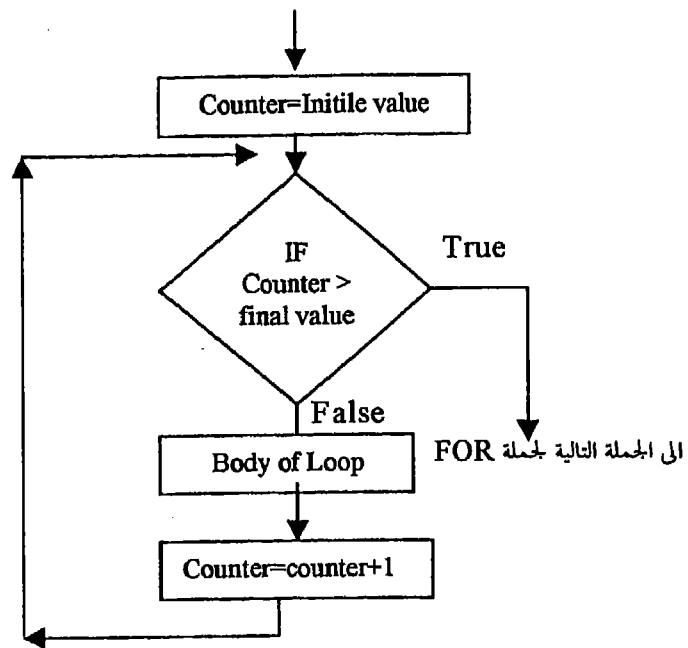 Counter=Initile value
IF
Counter >
final value
True
False
الى الجملة التالية لجملة FOR
Body of Loop
Counter=counter+1